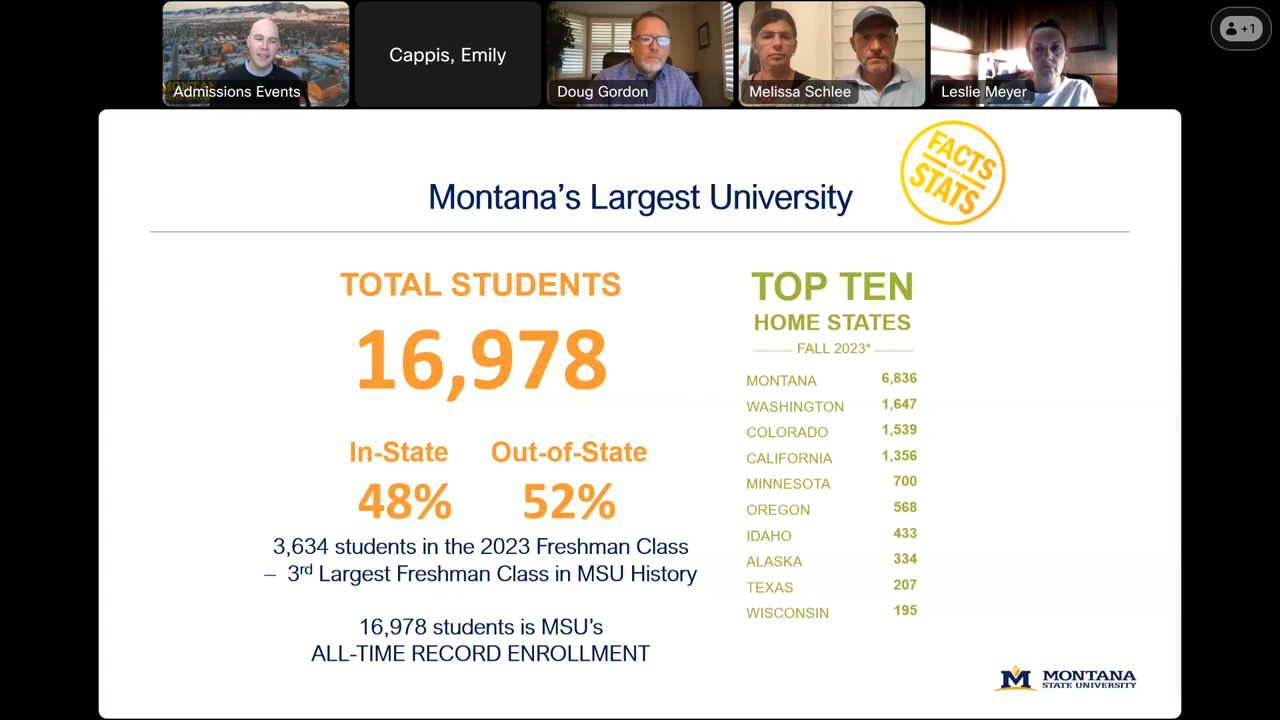 Admissions Events
Cappis, Emily
Doug Gordon
Melissa Schlee
Leslie Meyer
+1
Montana's Largest University
FACTS
AND
STATS
TOTAL STUDENTS
16,978
In-State Out-of-State
48% 52%
3,634 students in the 2023 Freshman Class
– 3rd Largest Freshman Class in MSU History
16,978 students is MSU's
ALL-TIME RECORD ENROLLMENT
TOP TEN
HOME STATES
FALL 2023*
MONTANA 6,836
WASHINGTON 1,647
COLORADO 1,539
CALIFORNIA 1,356
MINNESOTA 700
OREGON 568
IDAHO 433
ALASKA 334
TEXAS 207
WISCONSIN 195
M MONTANA
STATE UNIVERSITY